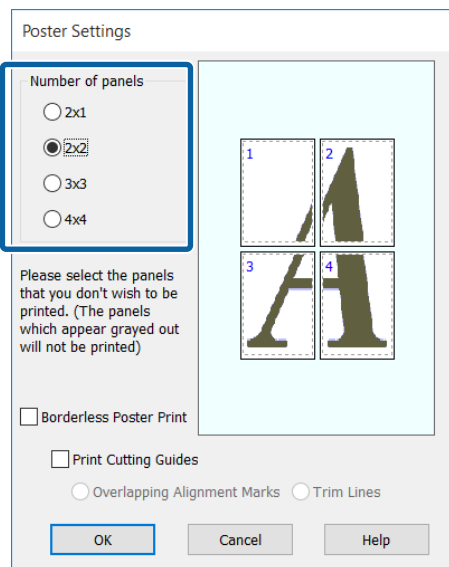 Poster Settings
Number of panels
2x1
2x2
3x3
4x4
1
2
3
4
Please select the panels
that you don't wish to be
printed. (The panels
which appear grayed out
will not be printed)
Borderless Poster Print
Print Cutting Guides
Overlapping Alignment Marks
Trim Lines
OK
Cancel
Help